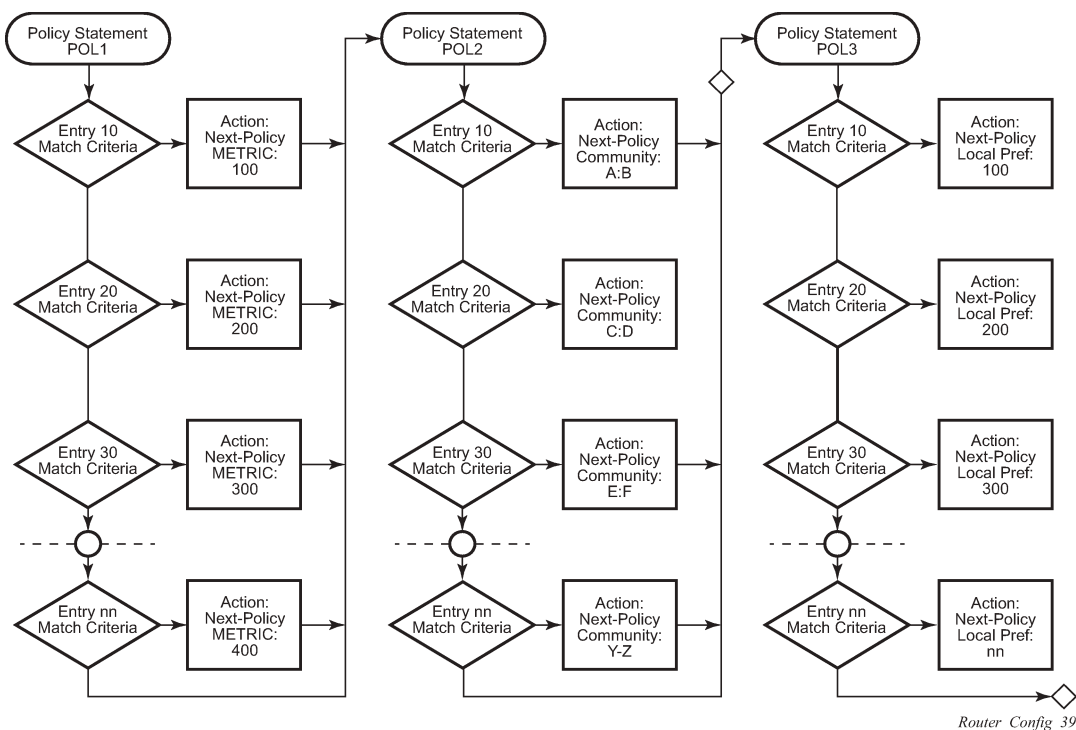 Policy Statement
POL1
Entry 10
Match Criteria
Action:
Next-Policy
METRIC:
100
Entry 20
Match Criteria
Action:
Next-Policy
METRIC:
200
Entry 30
Match Criteria
Action:
Next-Policy
METRIC:
300
Entry nn
Match Criteria
Action:
Next-Policy
METRIC:
400
Policy Statement
POL2
Entry 10
Match Criteria
Action:
Next-Policy
Community:
A:B
Entry 20
Match Criteria
Action:
Next-Policy
Community:
C:D
Entry 30
Match Criteria
Action:
Next-Policy
Community:
E:F
Entry nn
Match Criteria
Action:
Next-Policy
Community:
Y-Z
Policy Statement
POL3
Entry 10
Match Criteria
Action:
Next-Policy
Local Pref:
100
Entry 20
Match Criteria
Action:
Next-Policy
Local Pref:
200
Entry 30
Match Criteria
Action:
Next-Policy
Local Pref:
300
Entry nn
Match Criteria
Action:
Next-Policy
Local Pref:
nn
Router Config 39